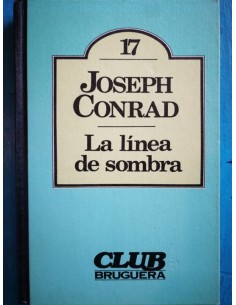 17
JOSEPH
CONRAD
La línea
de sombra
CLUB
BRUGUERA